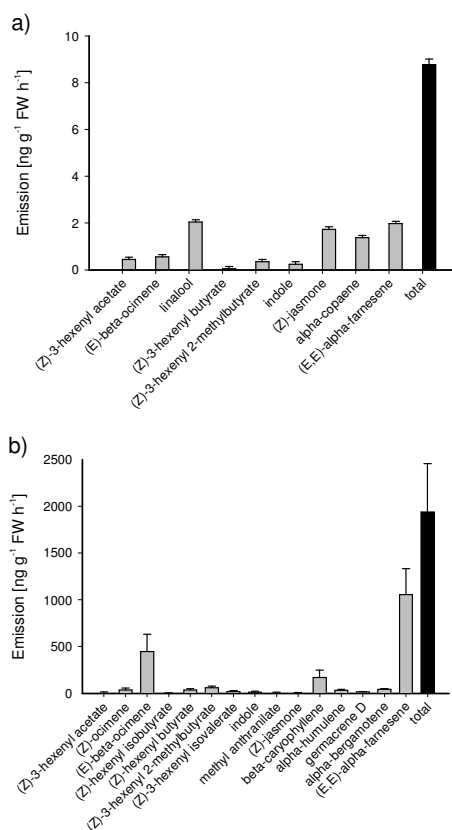 a)
Emission [ng g⁻¹ FW h⁻¹]
10
8
6
4
2
0
(Z)-3-hexenyl acetate
(E)-beta-ocimene
linalool
(Z)-3-hexenyl butrate
(Z)-3-hexenyl 2-methylbutyrate
indole
(Z)-jasmone
alpha-copaene
(E,E)-alpha-farnesene
total
b)
Emission [ng g⁻¹ FW h⁻¹]
2500
2000
1500
1000
500
0
(Z)-3-hexenyl acetate
(Z)-ocimene
(E)-beta-ocimene
(Z)-hexenyl isobutyrate
(Z)-hexenyl butyrate
(Z)-3-hexenyl 2-methylbutyrate
(Z)-3-hexenyl isovalerate
indole
methyl anthranilate
(Z)-jasmone
beta-caryophyllene
alpha-humulene
germacrene D
alpha-bergamotene
(E,E)-alpha-farnesene
total